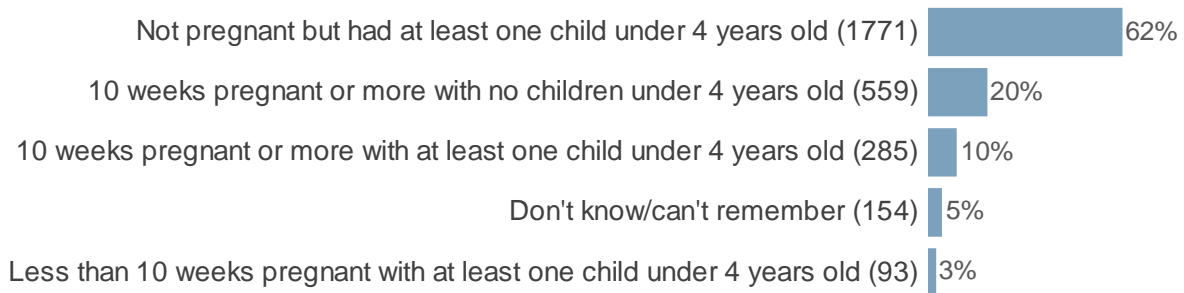 Not pregnant but had at least one child under 4 years old (1771) 62%
10 weeks pregnant or more with no children under 4 years old (559) 20%
10 weeks pregnant or more with at least one child under 4 years old (285) 10%
Don't know/can't remember (154) 5%
Less than 10 weeks pregnant with at least one child under 4 years old (93) 3%